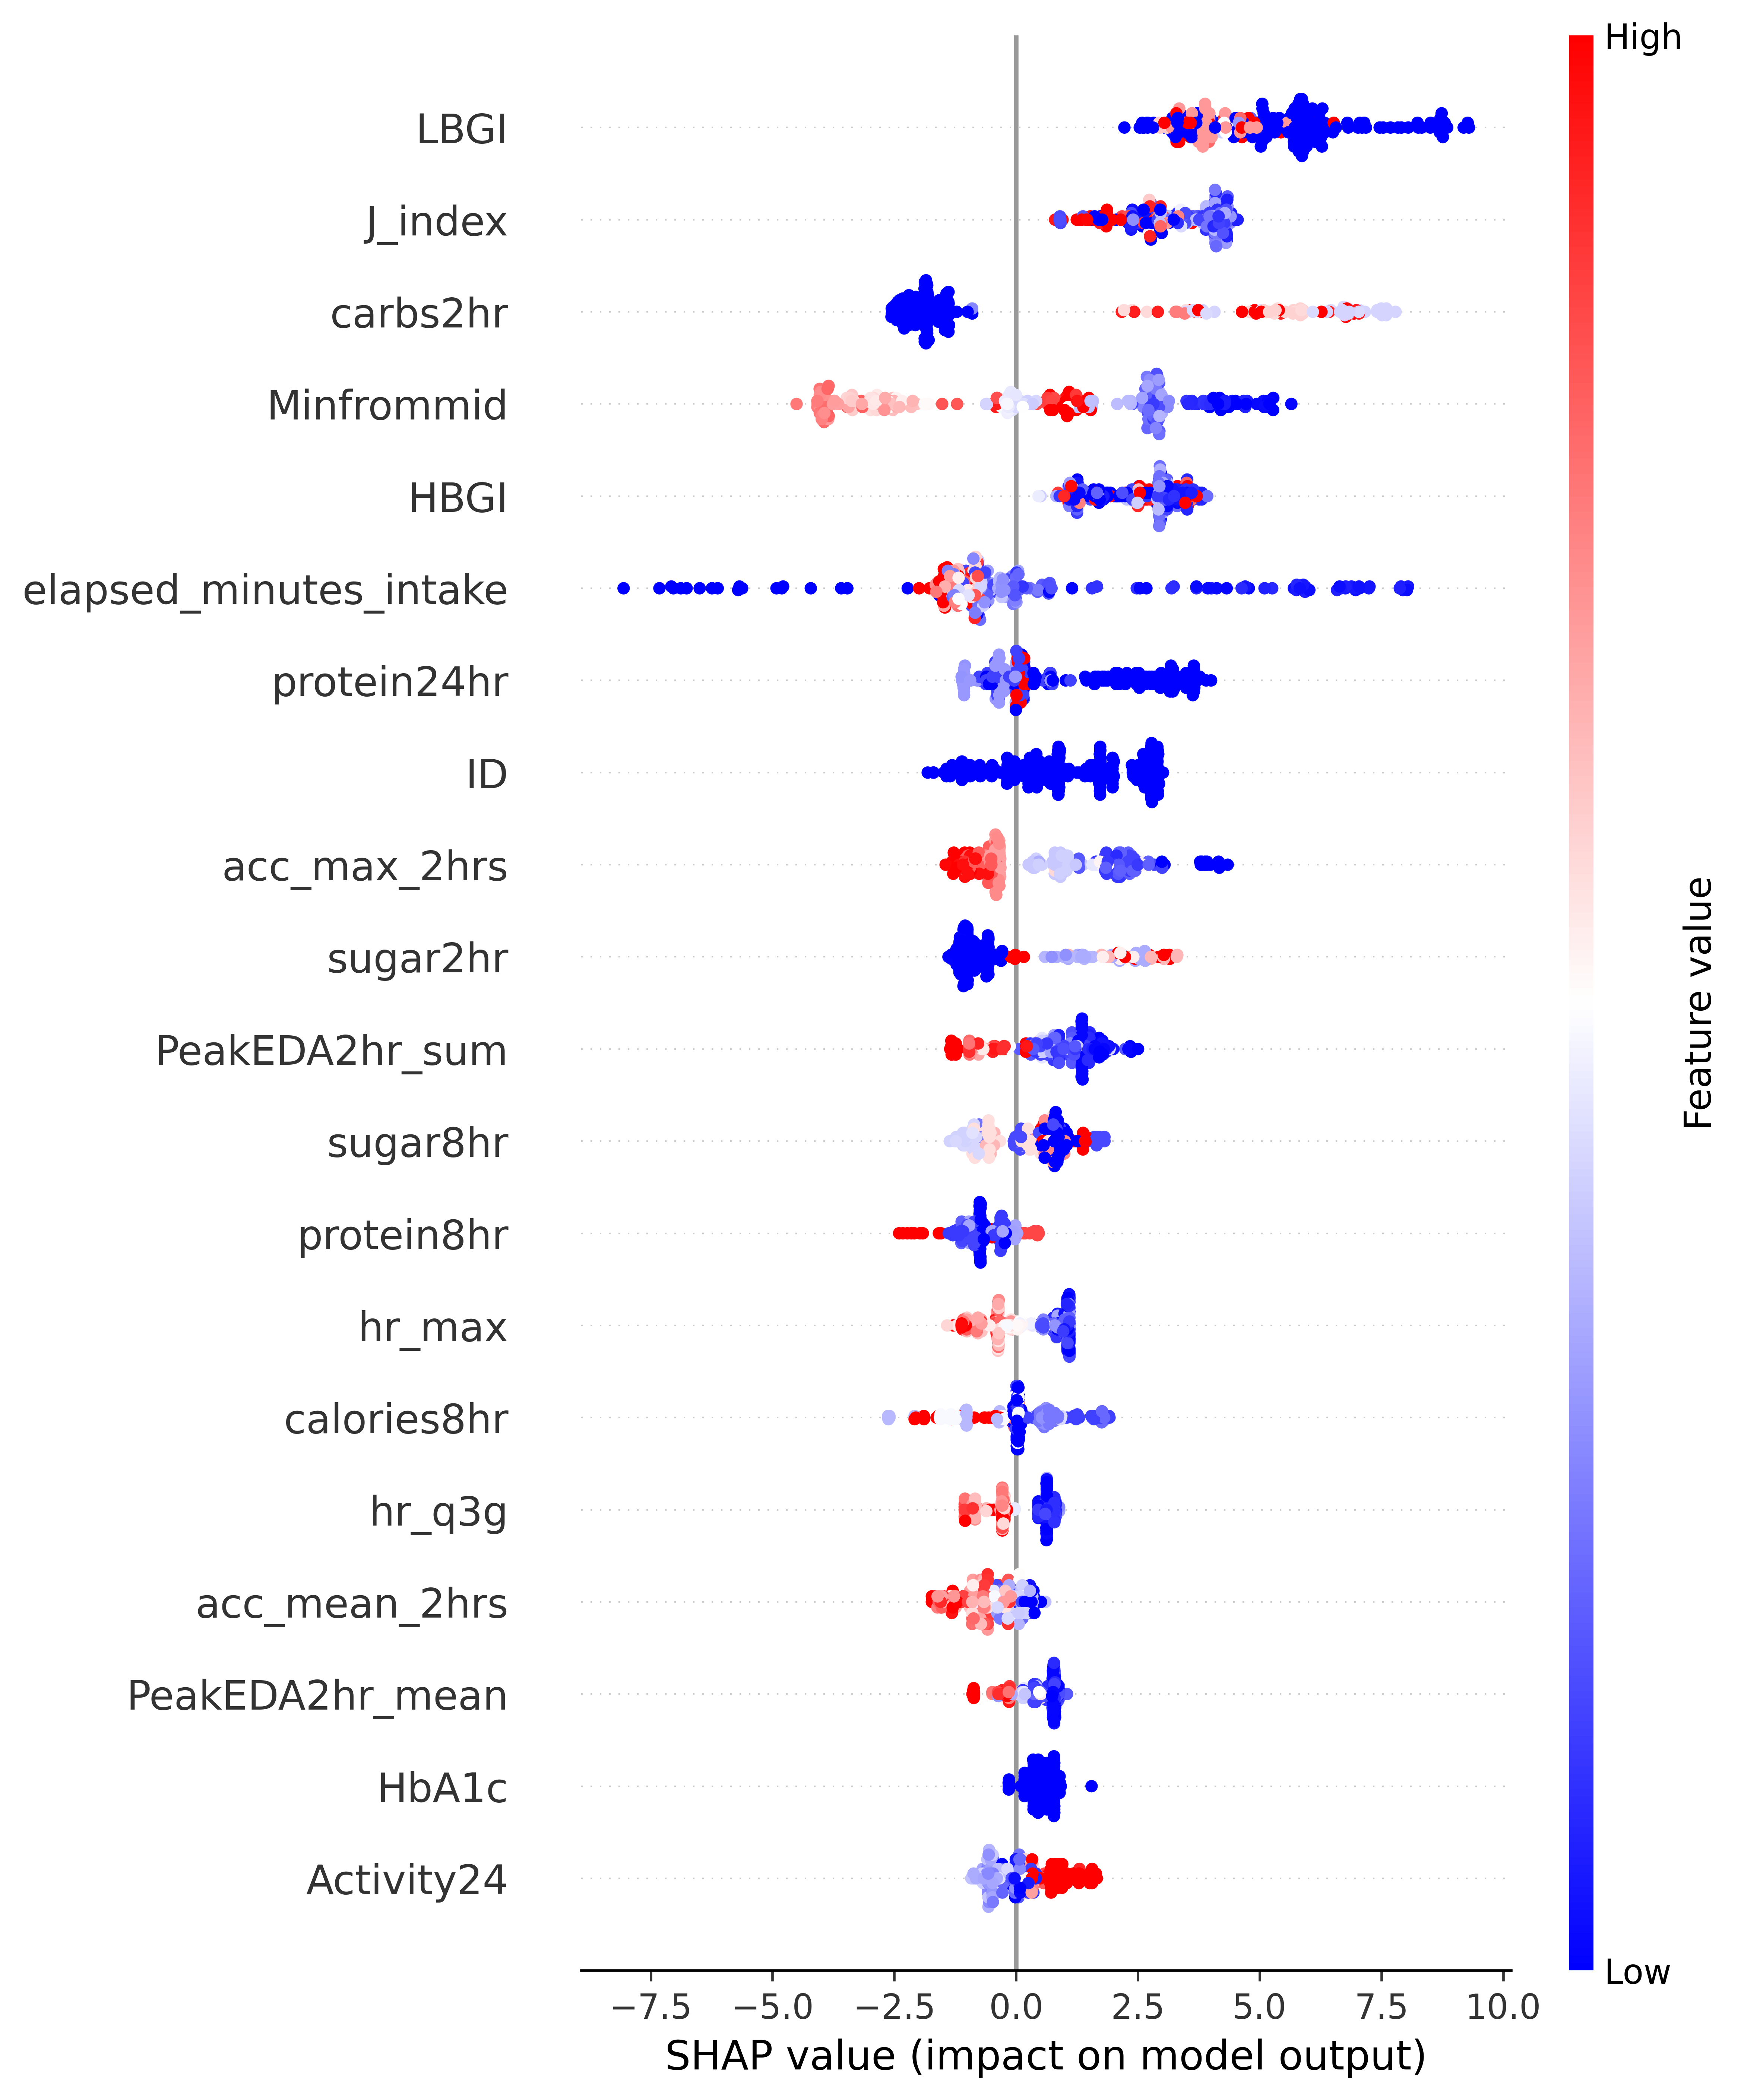 High
LBGI
J_index
carbs2hr
Minfrommid
HBGI
elapsed_minutes_intake
protein24hr
ID
acc_max_2hrs
sugar2hr
PeakEDA2hr_sum
sugar8hr
protein8hr
hr_max
calories8hr
hr_q3g
acc_mean_2hrs
PeakEDA2hr_mean
HbA1c
Activity24
Feature value
Low
−7.5 −5.0 −2.5 0.0 2.5 5.0 7.5 10.0
SHAP value (impact on model output)